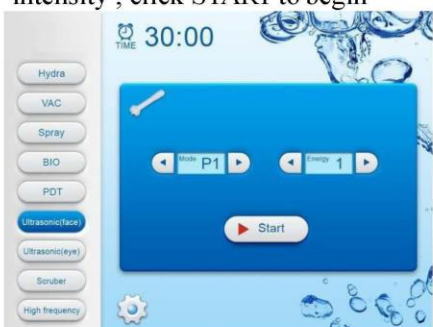 intensity , click START to begin
TIME 30:00
Hydra
VAC
Spray
BIO
PDT
Ultrasonic(face)
Ultrasonic(eye)
Scruber
High frequency
Mode P1
Energy 1
Start